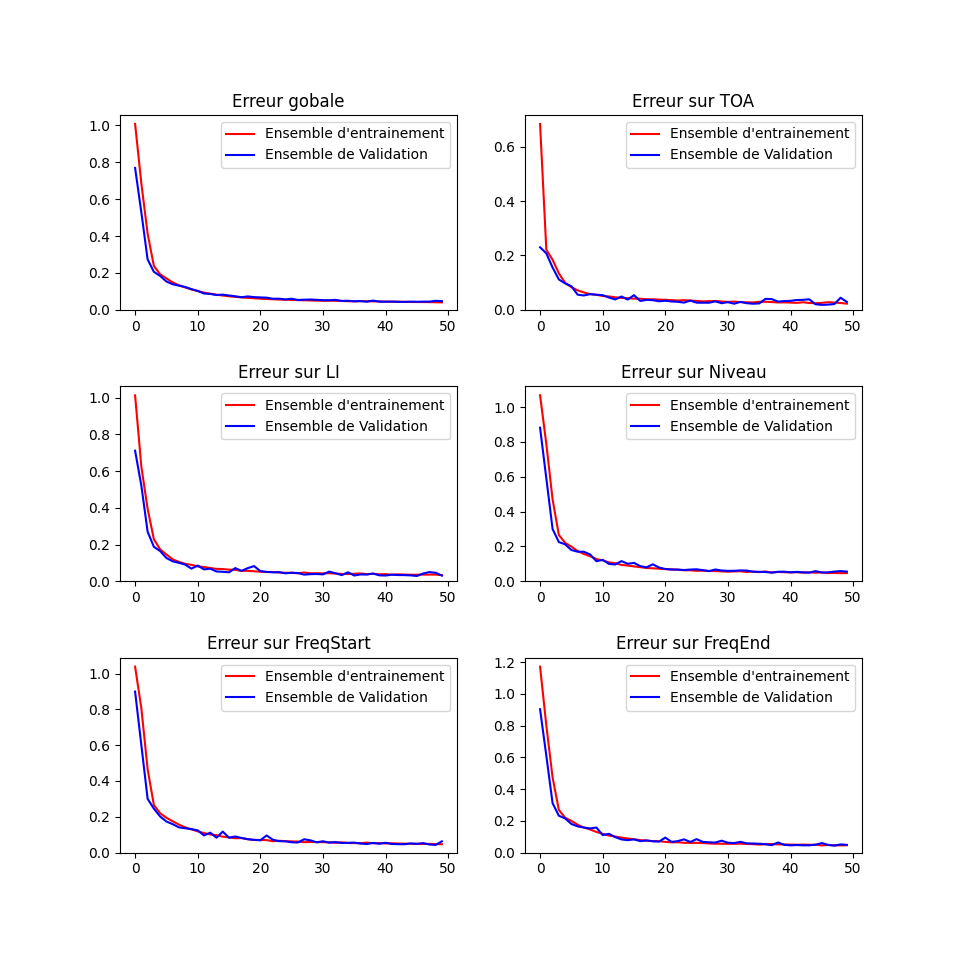 Erreur gobale
Ensemble d'entrainement
Ensemble de Validation
1.0
0.8
0.6
0.4
0.2
0.0
0 10 20 30 40 50
Erreur sur TOA
Ensemble d'entrainement
Ensemble de Validation
0.6
0.4
0.2
0.0
0 10 20 30 40 50
Erreur sur LI
Ensemble d'entrainement
Ensemble de Validation
1.0
0.8
0.6
0.4
0.2
0.0
0 10 20 30 40 50
Erreur sur Niveau
Ensemble d'entrainement
Ensemble de Validation
1.0
0.8
0.6
0.4
0.2
0.0
0 10 20 30 40 50
Erreur sur FreqStart
Ensemble d'entrainement
Ensemble de Validation
1.0
0.8
0.6
0.4
0.2
0.0
0 10 20 30 40 50
Erreur sur FreqEnd
Ensemble d'entrainement
Ensemble de Validation
1.2
1.0
0.8
0.6
0.4
0.2
0.0
0 10 20 30 40 50